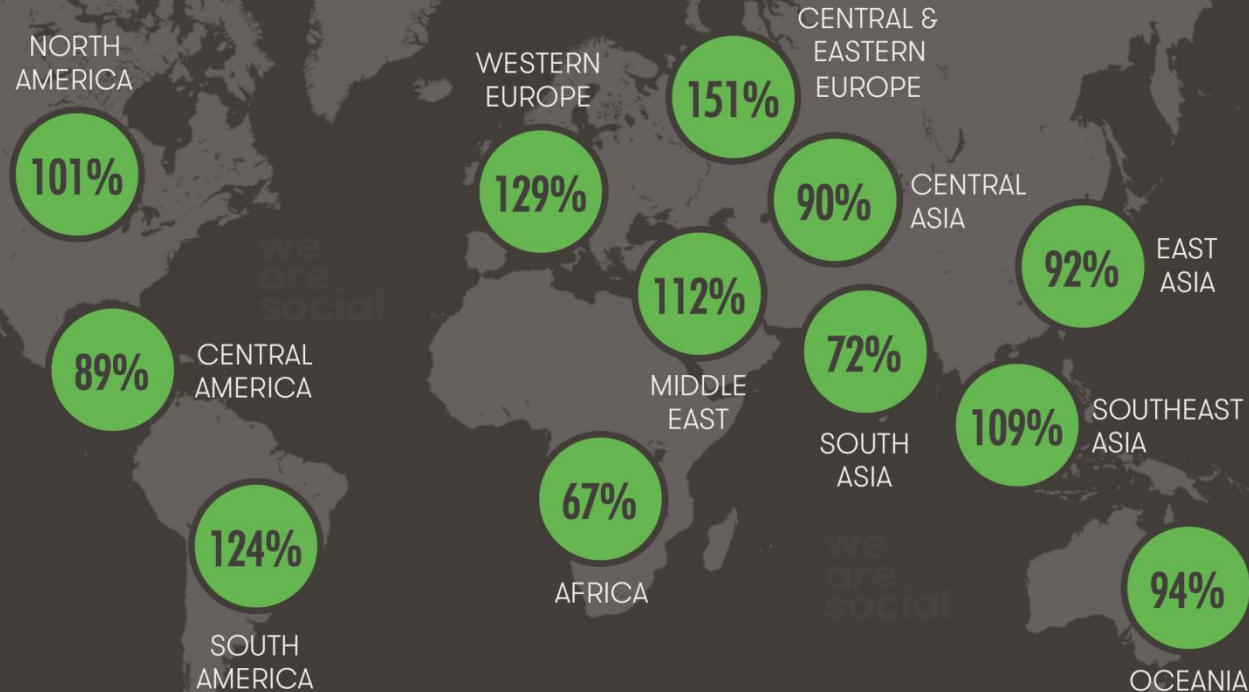 NORTH
AMERICA
101%
WESTERN
EUROPE
129%
CENTRAL &
EASTERN
EUROPE
151%
CENTRAL
ASIA
90%
EAST
ASIA
92%
we
are
social
112%
MIDDLE
EAST
72%
SOUTH
ASIA
109%
SOUTHEAST
ASIA
89%
CENTRAL
AMERICA
124%
SOUTH
AMERICA
67%
AFRICA
we
are
social
94%
OCEANIA